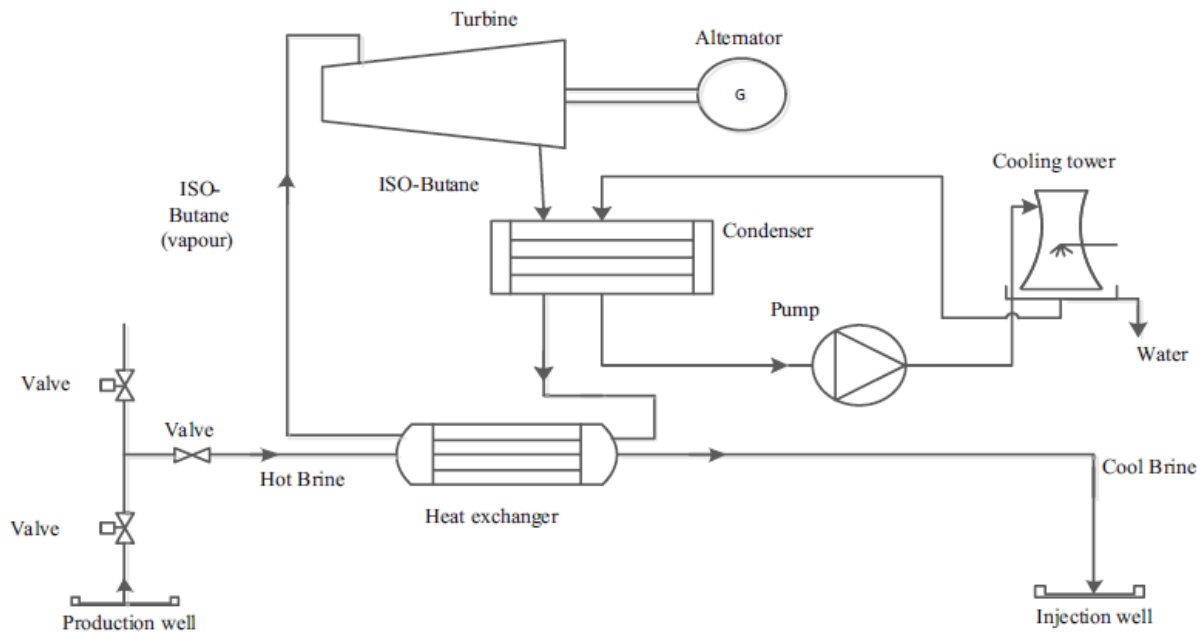 Turbine
Alternator
G
Cooling tower
ISO-Butane
ISO-
Butane
(vapour)
Condenser
Pump
Water
Valve
Valve
Hot Brine
Cool Brine
Heat exchanger
Valve
Production well
Injection well